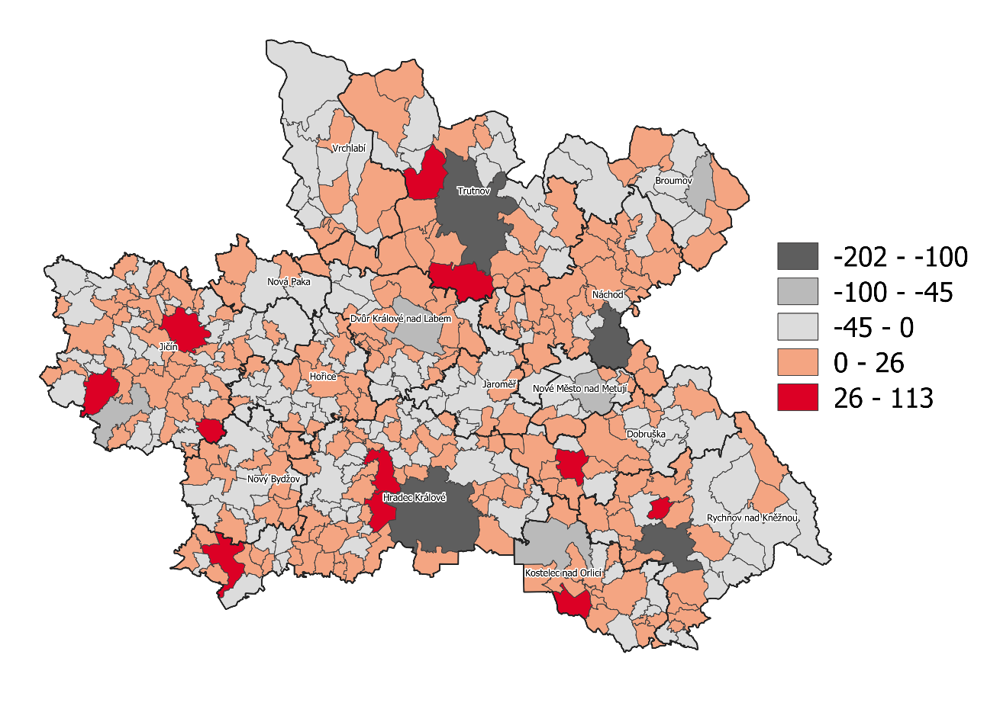 Vrchlabí
Trutnov
Broumov
-202 - -100
-100 - -45
-45 - 0
0 - 26
26 - 113
Nová Paka
Náchod
Dvůr Králové nad Labem
Jičín
Hořice
Jaroměř
Nové Město nad Metují
Dobruška
Nový Bydžov
Hradec Králové
Rychnov nad Kněžnou
Kostelec nad Orlicí